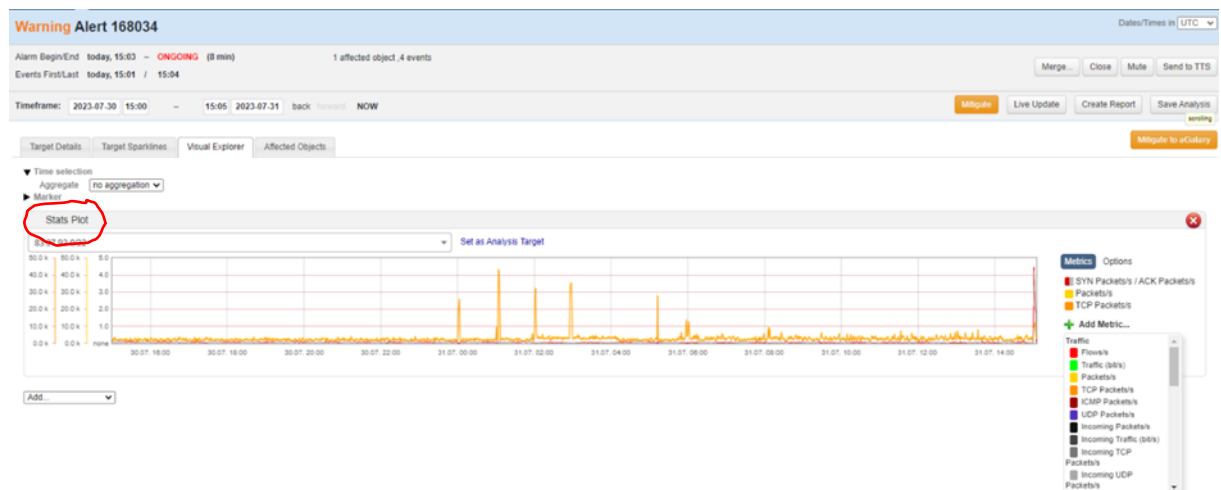 Warning Alert 168034
Dates/Times in UTC
Alarm Begin/End today, 15:03 – ONGOING (8 min)
1 affected object ,4 events
Events First/Last today, 15:01 / 15:04
Merge... Close Mute Send to TTS
Timeframe: 2023-07-30 15:00 – 15:05 2023-07-31 back forward NOW
Mitigate Live Update Create Report Save Analysis
scrolling
Target Details Target Sparklines Visual Explorer Affected Objects
Mitigate to aGallery
Time selection
Aggregate no aggregation
Marker
Stats Plot
Set as Analysis Target
50.0 k 50.0 k 5.0
40.0 k 40.0 k 4.0
30.0 k 30.0 k 3.0
20.0 k 20.0 k 2.0
10.0 k 10.0 k 1.0
0.0 k 0.0 k none
30.07. 16:00 30.07. 18:00 30.07. 20:00 30.07. 22:00 31.07. 00:00 31.07. 02:00 31.07. 04:00 31.07. 06:00 31.07. 08:00 31.07. 10:00 31.07. 12:00 31.07. 14:00
Metrics Options
SYN Packets/s / ACK Packets/s
Packets/s
TCP Packets/s
Add Metric...
Traffic
Flows/s
Traffic (bit/s)
Packets/s
TCP Packets/s
ICMP Packets/s
UDP Packets/s
Incoming Packets/s
Incoming Traffic (bit/s)
Incoming TCP
Packets/s
Incoming UDP
Packets/s
Add...